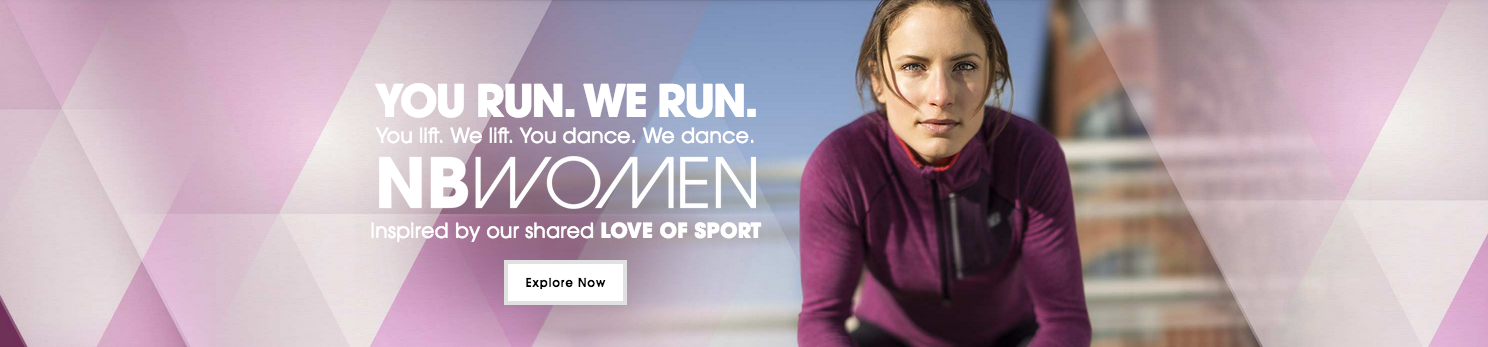 YOU RUN. WE RUN.
You lift. We lift. You dance. We dance.
NBWOMEN
Inspired by our shared LOVE OF SPORT
Explore Now